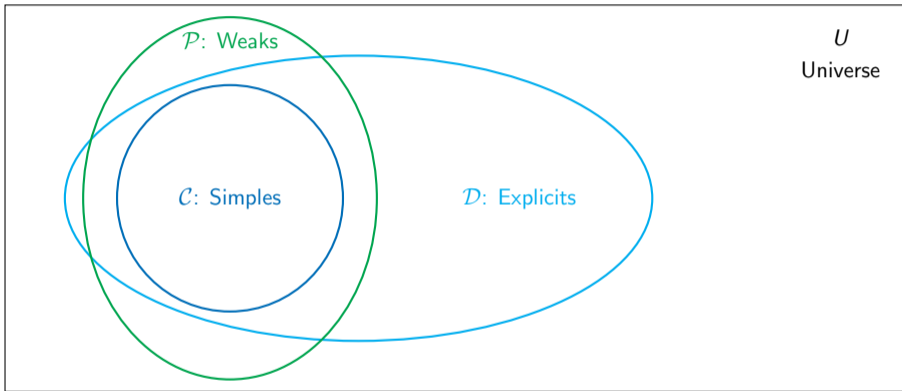 𝒫: Weaks
U
Universe
𝒞: Simples
𝒟: Explicits